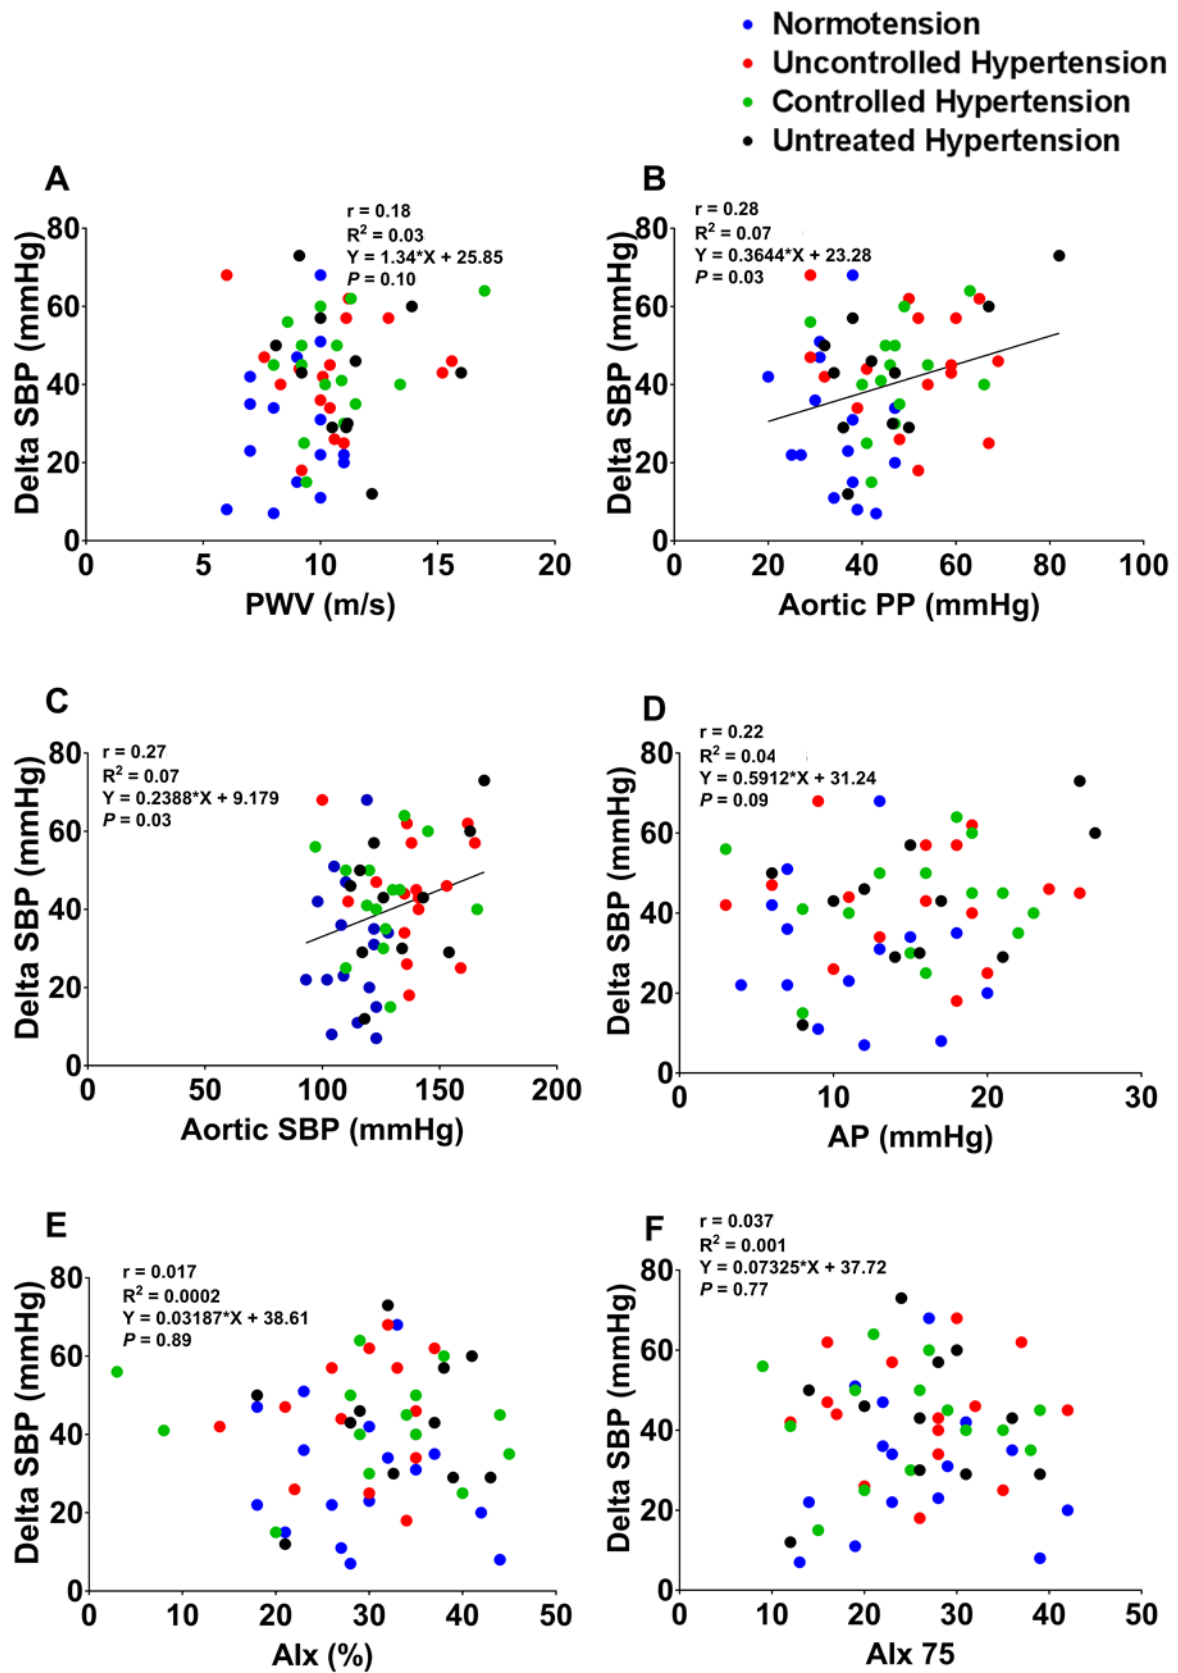 Normotension
Uncontrolled Hypertension
Controlled Hypertension
Untreated Hypertension
A
r = 0.18
R² = 0.03
Y = 1.34*X + 25.85
P = 0.10
Delta SBP (mmHg)
80
60
40
20
0
0 5 10 15 20
PWV (m/s)
B
r = 0.28
R² = 0.07
Y = 0.3644*X + 23.28
P = 0.03
Delta SBP (mmHg)
80
60
40
20
0
0 20 40 60 80 100
Aortic PP (mmHg)
C
r = 0.27
R² = 0.07
Y = 0.2388*X + 9.179
P = 0.03
Delta SBP (mmHg)
80
60
40
20
0
0 50 100 150 200
Aortic SBP (mmHg)
D
r = 0.22
R² = 0.04
Y = 0.5912*X + 31.24
P = 0.09
Delta SBP (mmHg)
80
60
40
20
0
0 10 20 30
AP (mmHg)
E
r = 0.017
R² = 0.0002
Y = 0.03187*X + 38.61
P = 0.89
Delta SBP (mmHg)
80
60
40
20
0
0 10 20 30 40 50
AIx (%)
F
r = 0.037
R² = 0.001
Y = 0.07325*X + 37.72
P = 0.77
Delta SBP (mmHg)
80
60
40
20
0
0 10 20 30 40 50
AIx 75